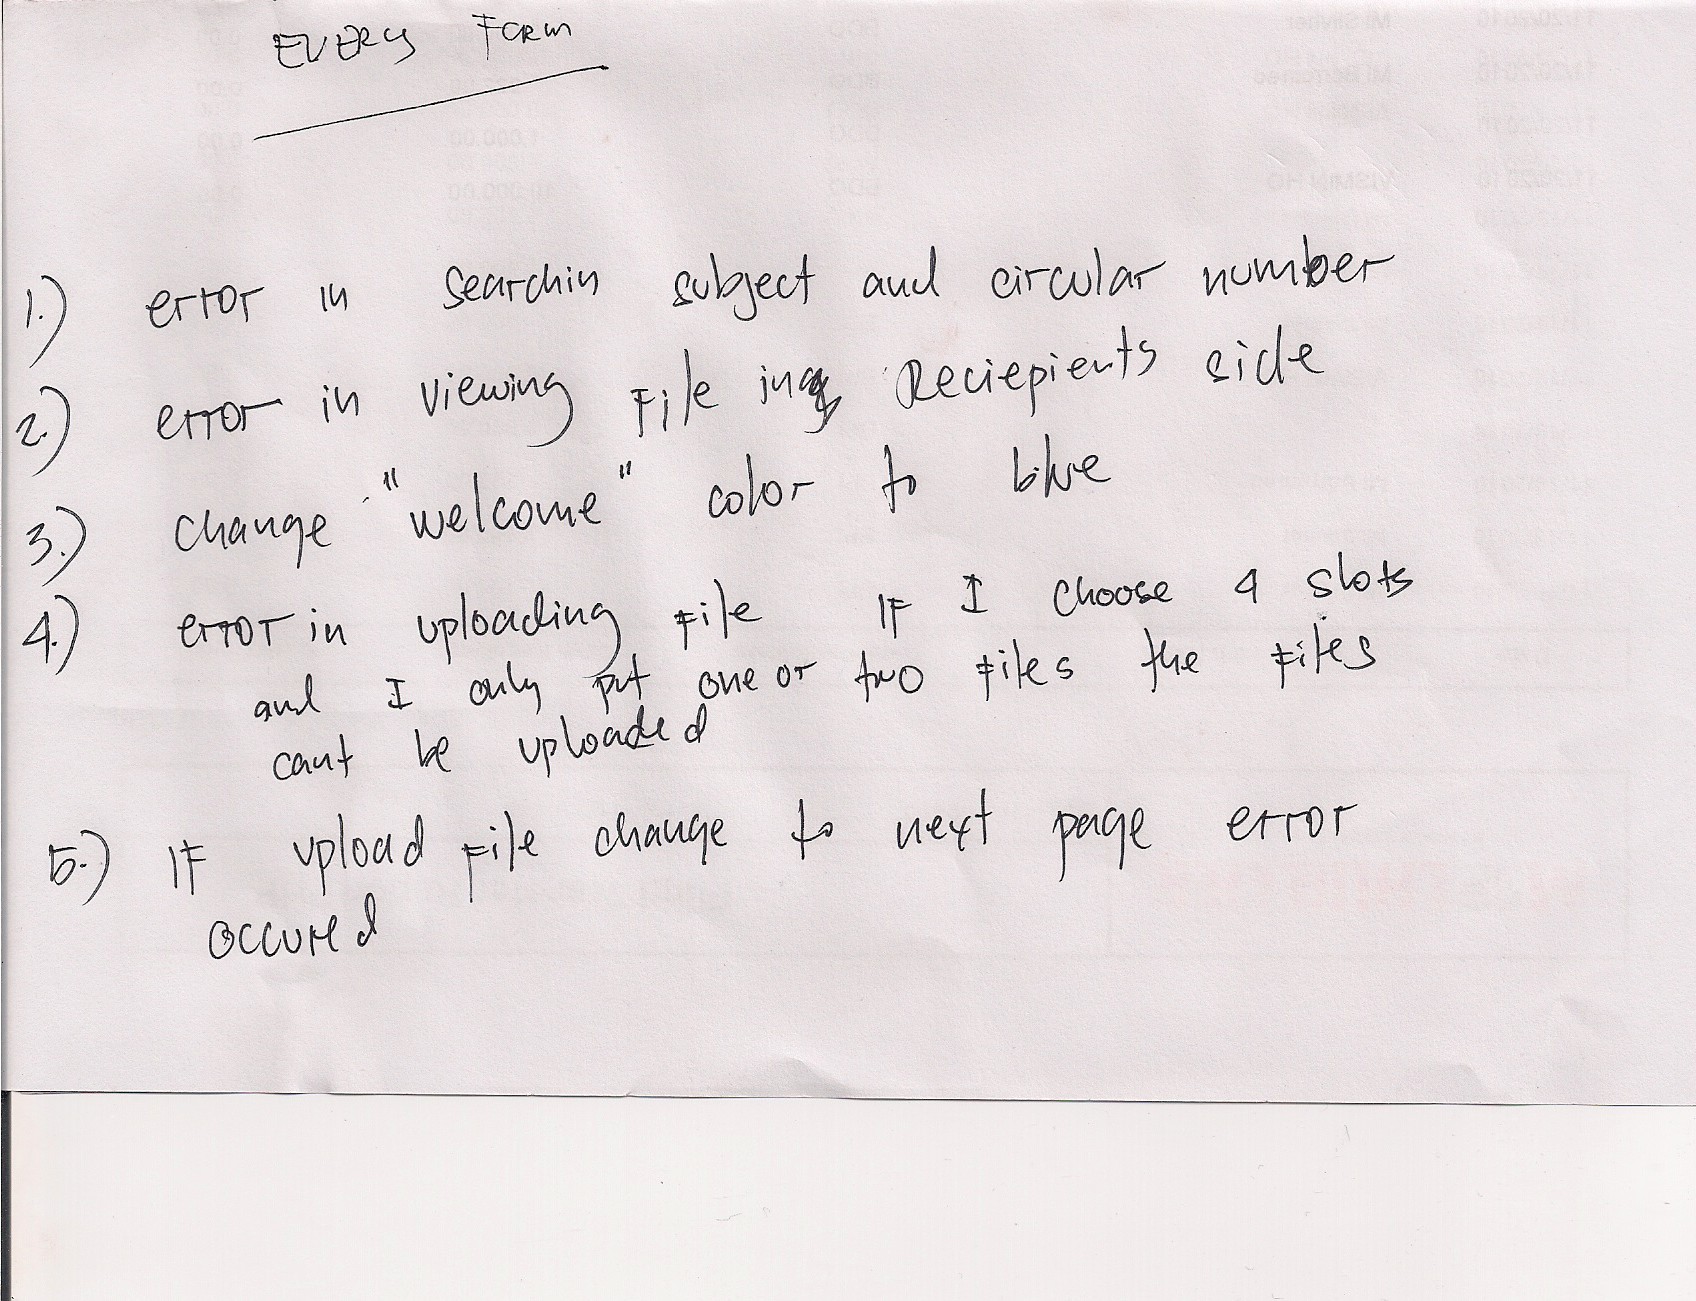 EVERY FORM
1.) error in searchin subject and circular number
2.) error in viewing File in Reciepients side
3.) change "welcome" color to blue
4.) error in uploading file IF I choose 4 slots
and I only put one or two files the files
cant be uploaded
5.) IF upload file change to next page error
occured